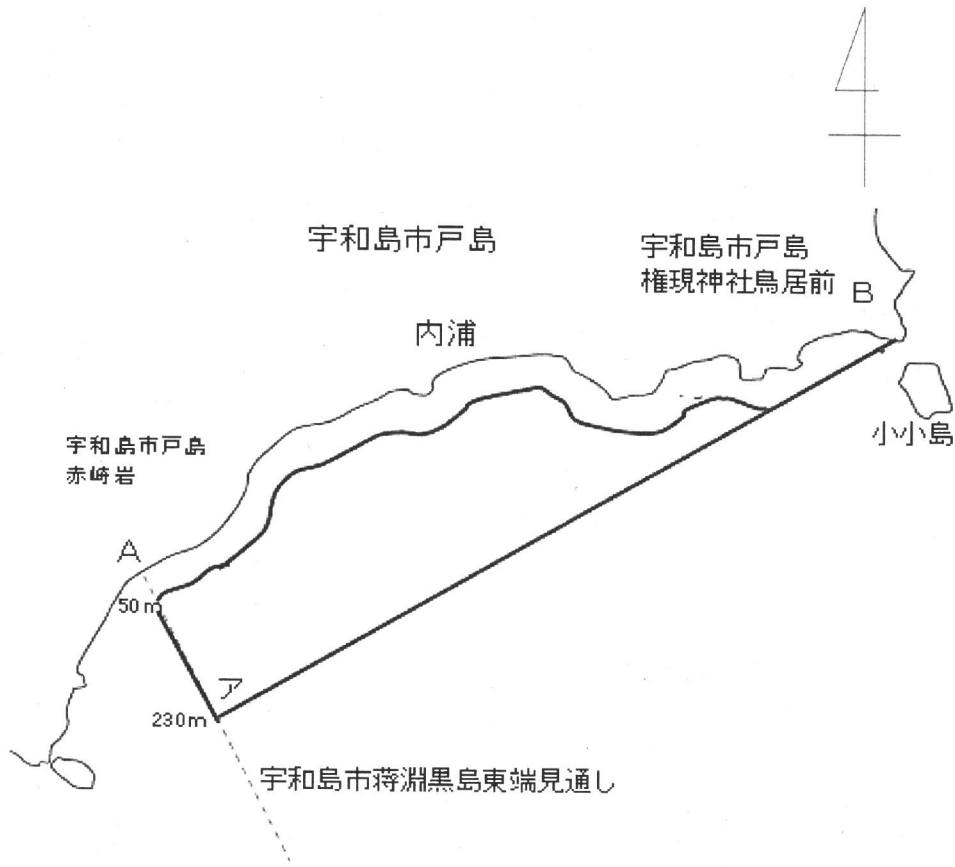 宇和島市戸島
宇和島市戸島
権現神社鳥居前
B
内浦
小小島
宇和島市戸島
赤崎岩
A
50m
ア
230m
宇和島市蒋淵黒島東端見通し